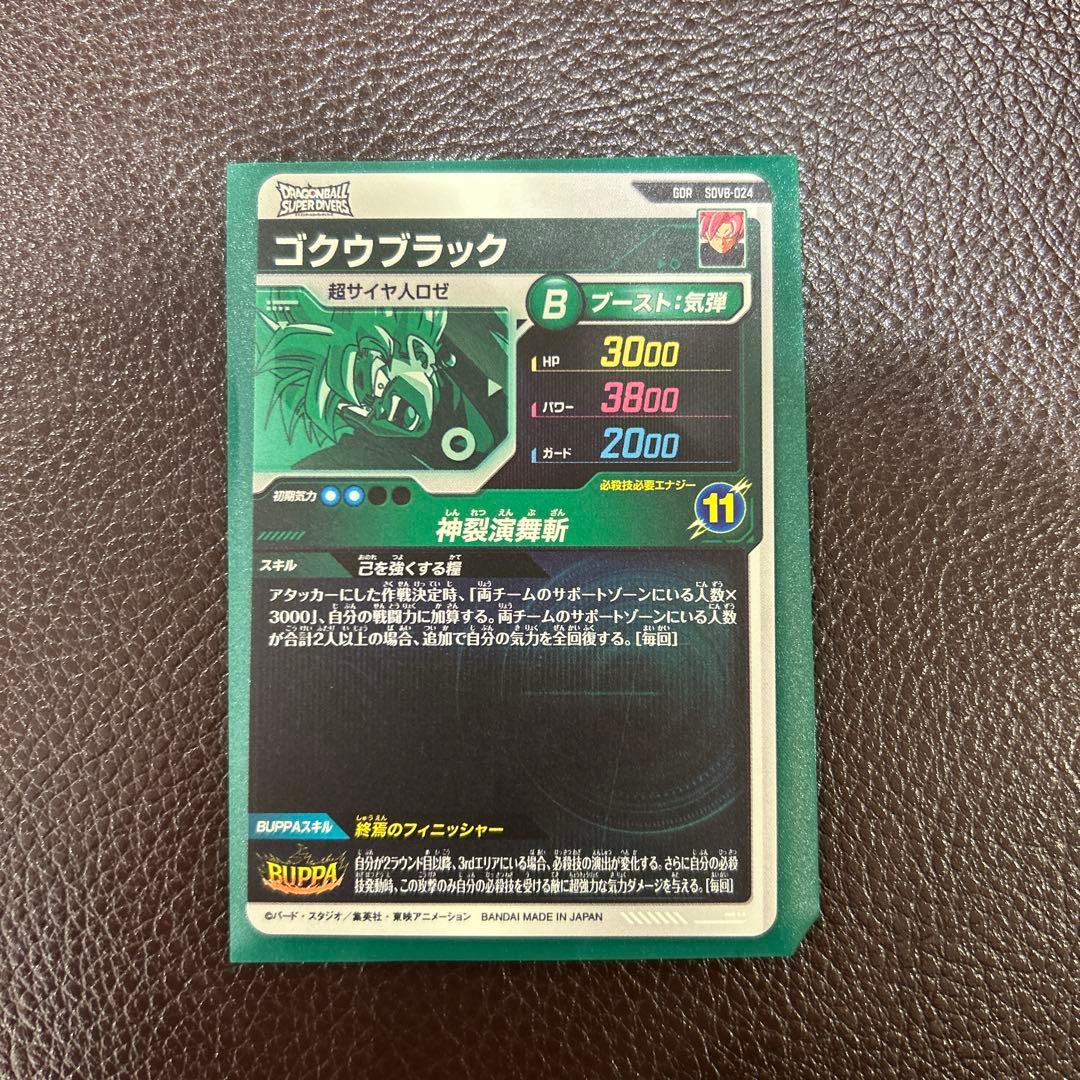 DRAGONBALL
SUPER DIVERS
GDR SDV8-024
ゴクウブラック
超サイヤ人ロゼ
B ブースト:気弾
HP 3000
パワー 3800
ガード 2000
初期気力
必殺技必要エナジー
11
しんれつえんぶざん
神裂演舞斬
スキル 己を強くする糧
アタッカーにした作戦決定時、「両チームのサポートゾーンにいる人数×
3000」、自分の戦闘力に加算する。両チームのサポートゾーンにいる人数
が合計2人以上の場合、追加で自分の気力を全回復する。[毎回]
BUPPAスキル 終焉のフィニッシャー
BUPPA
自分が2ラウンド目以降、3rdエリアにいる場合、必殺技の演出が変化する。さらに自分の必殺
技発動時、この攻撃のみ自分の必殺技を受ける敵に超強力な気力ダメージを与える。[毎回]
©バード・スタジオ/集英社・東映アニメーション BANDAI MADE IN JAPAN